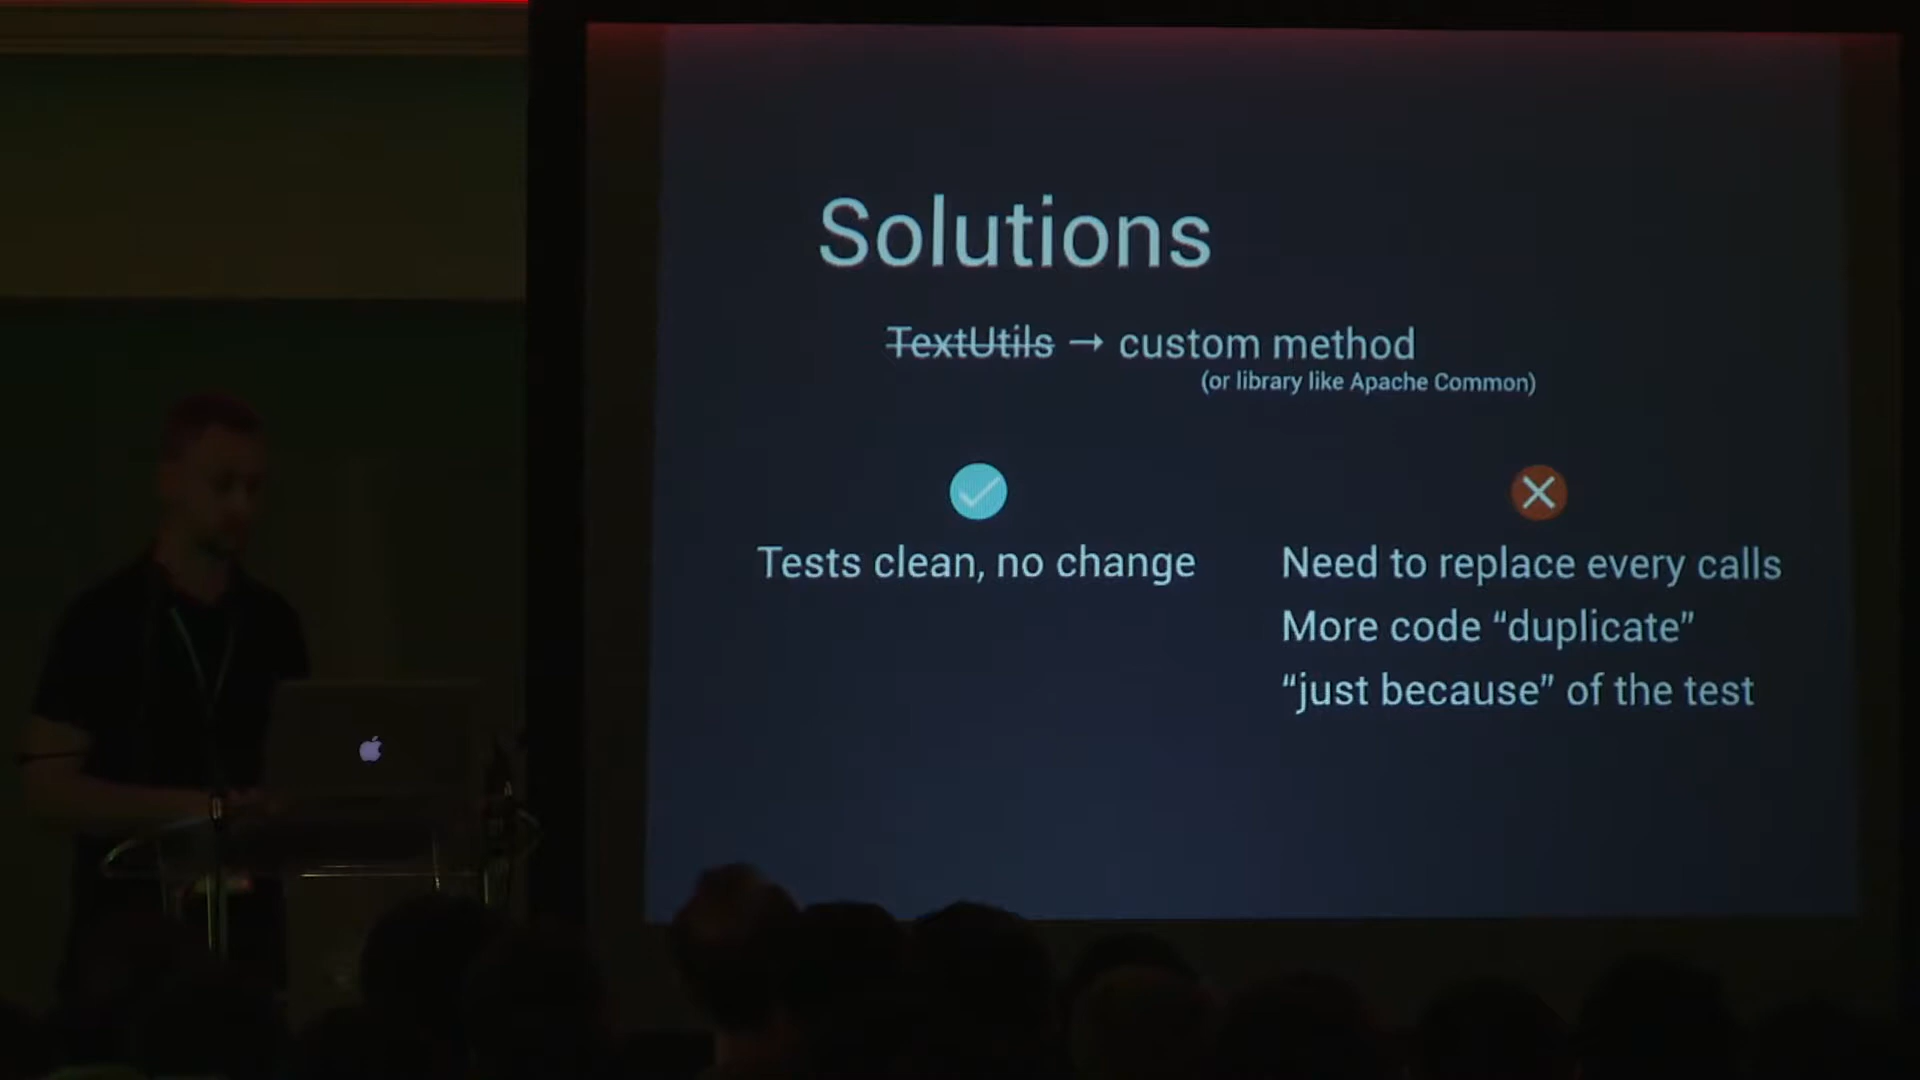 Solutions
TextUtils → custom method
(or library like Apache Common)
Tests clean, no change
Need to replace every calls
More code “duplicate”
“just because” of the test